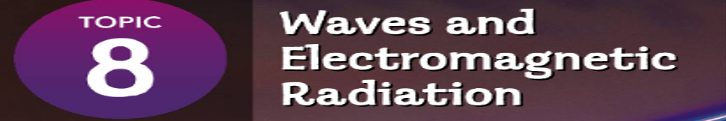 TOPIC
8
Waves and
Electromagnetic
Radiation